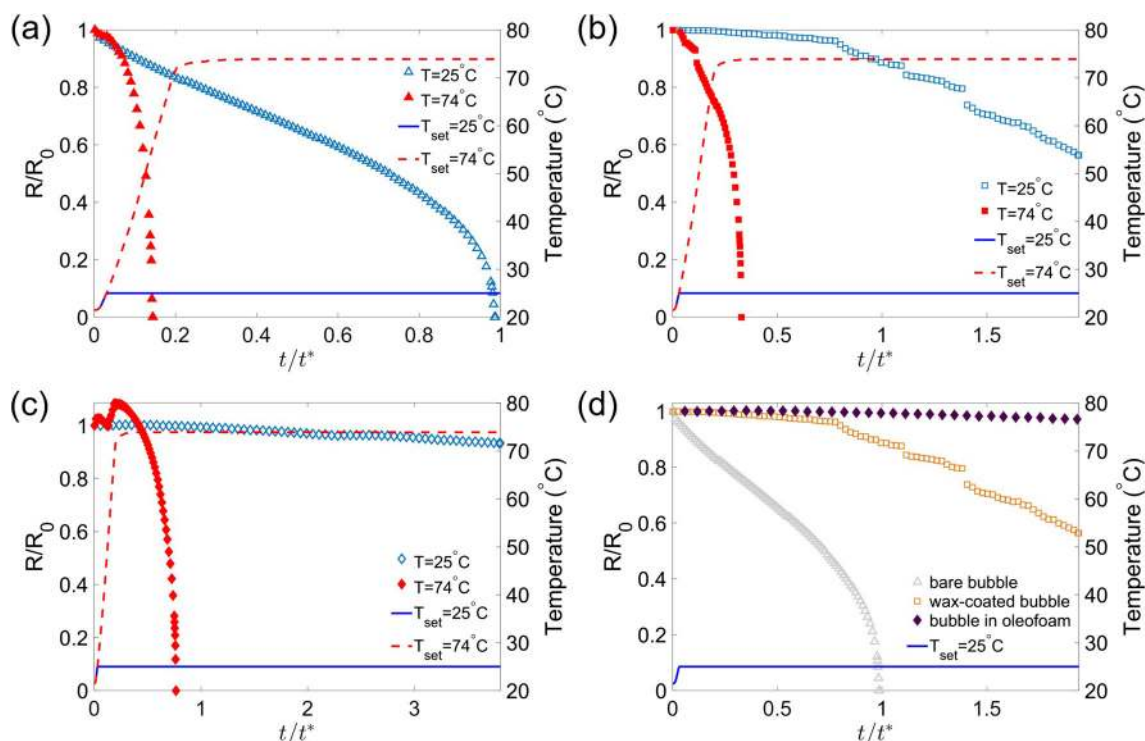 (a)
1
0.8
0.6
0.4
0.2
0
R/R0
80
70
60
50
40
30
20
Temperature (°C)
△ T=25°C
▲ T=74°C
Tset=25°C
Tset=74°C
0 0.2 0.4 0.6 0.8 1
t/t*
(b)
1
0.8
0.6
0.4
0.2
0
R/R0
80
70
60
50
40
30
20
Temperature (°C)
T=25°C
T=74°C
Tset=25°C
Tset=74°C
0 0.5 1 1.5
t/t*
(c)
1
0.8
0.6
0.4
0.2
0
R/R0
80
70
60
50
40
30
20
Temperature (°C)
T=25°C
T=74°C
Tset=25°C
Tset=74°C
0 1 2 3
t/t*
(d)
1
0.8
0.6
0.4
0.2
0
R/R0
80
70
60
50
40
30
20
Temperature (°C)
bare bubble
wax-coated bubble
bubble in oleofoam
Tset=25°C
0 0.5 1 1.5
t/t*